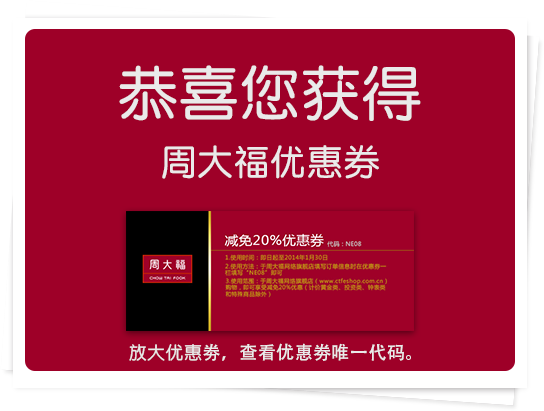 恭喜您获得
周大福优惠券
周大福
CHOW TAI FOOK
减免20%优惠券 代码：NE08
1.使用时间：即日起至2014年1月30日
2.使用方法：于周大福网络旗舰店填写订单信息时在优惠券一
栏填写“NE08”即可
3.使用范围：于周大福网络旗舰店（www.ctfeshop.com.cn）
购物，即可享受减免20%优惠（计价黄金类、投资类、钟表类
和特殊商品除外）
放大优惠券，查看优惠券唯一代码。